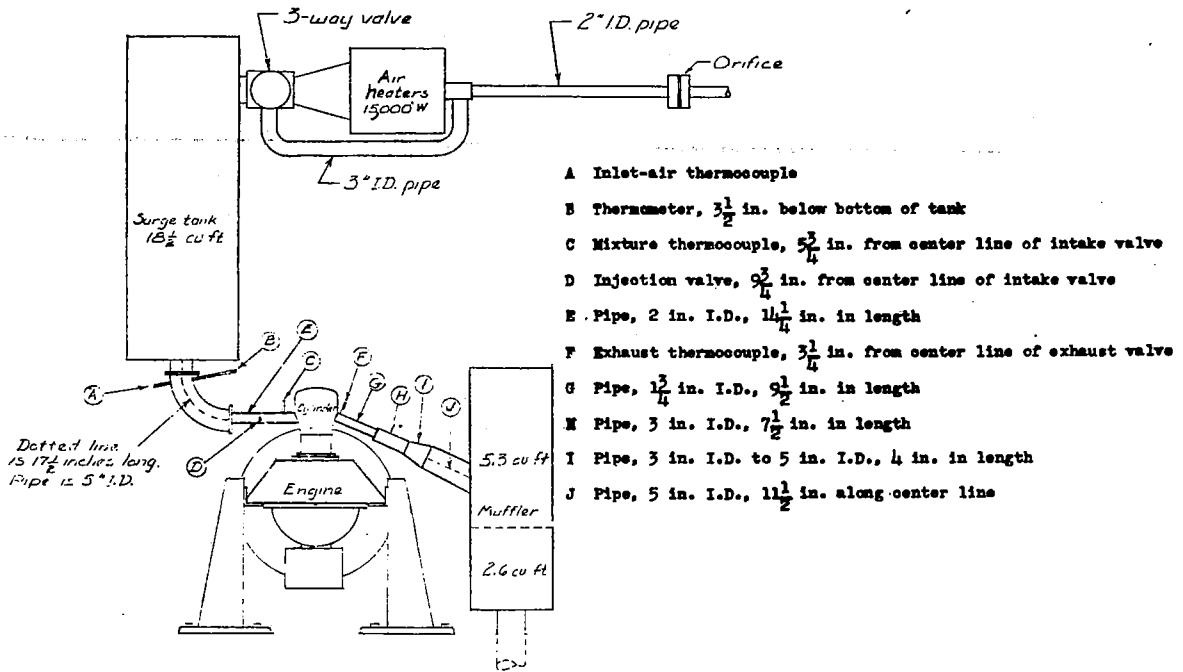 3-way valve
2" I.D. pipe
Orifice
Air
heaters
15,000 W
3" I.D. pipe
Surge tank
18½ cu ft
A Inlet-air thermocouple
B Thermometer, 3½ in. below bottom of tank
C Mixture thermocouple, 5¾ in. from center line of intake valve
D Injection valve, 9¾ in. from center line of intake valve
E Pipe, 2 in. I.D., 14¼ in. in length
F Exhaust thermocouple, 3¼ in. from center line of exhaust valve
G Pipe, 1¾ in. I.D., 9½ in. in length
H Pipe, 3 in. I.D., 7½ in. in length
I Pipe, 3 in. I.D. to 5 in. I.D., 4 in. in length
J Pipe, 5 in. I.D., 11½ in. along center line
A
B
E
C
D
F
G
H
I
J
Cylinder
Dotted line
is 17½ inches long.
Pipe is 5" I.D.
Engine
5.3 cu ft
Muffler
2.6 cu ft